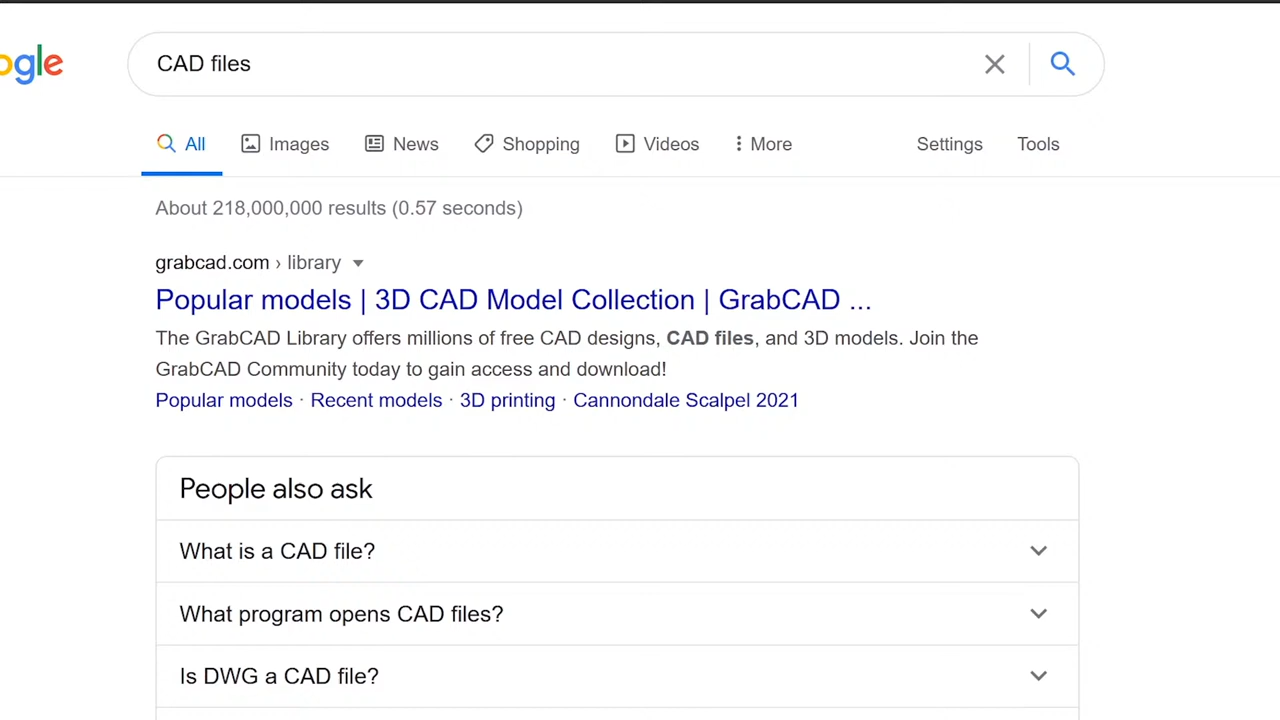 ogle
CAD files
All Images News Shopping Videos More Settings Tools
About 218,000,000 results (0.57 seconds)
grabcad.com › library
Popular models | 3D CAD Model Collection | GrabCAD ...
The GrabCAD Library offers millions of free CAD designs, CAD files, and 3D models. Join the
GrabCAD Community today to gain access and download!
Popular models · Recent models · 3D printing · Cannondale Scalpel 2021
People also ask
What is a CAD file?
What program opens CAD files?
Is DWG a CAD file?